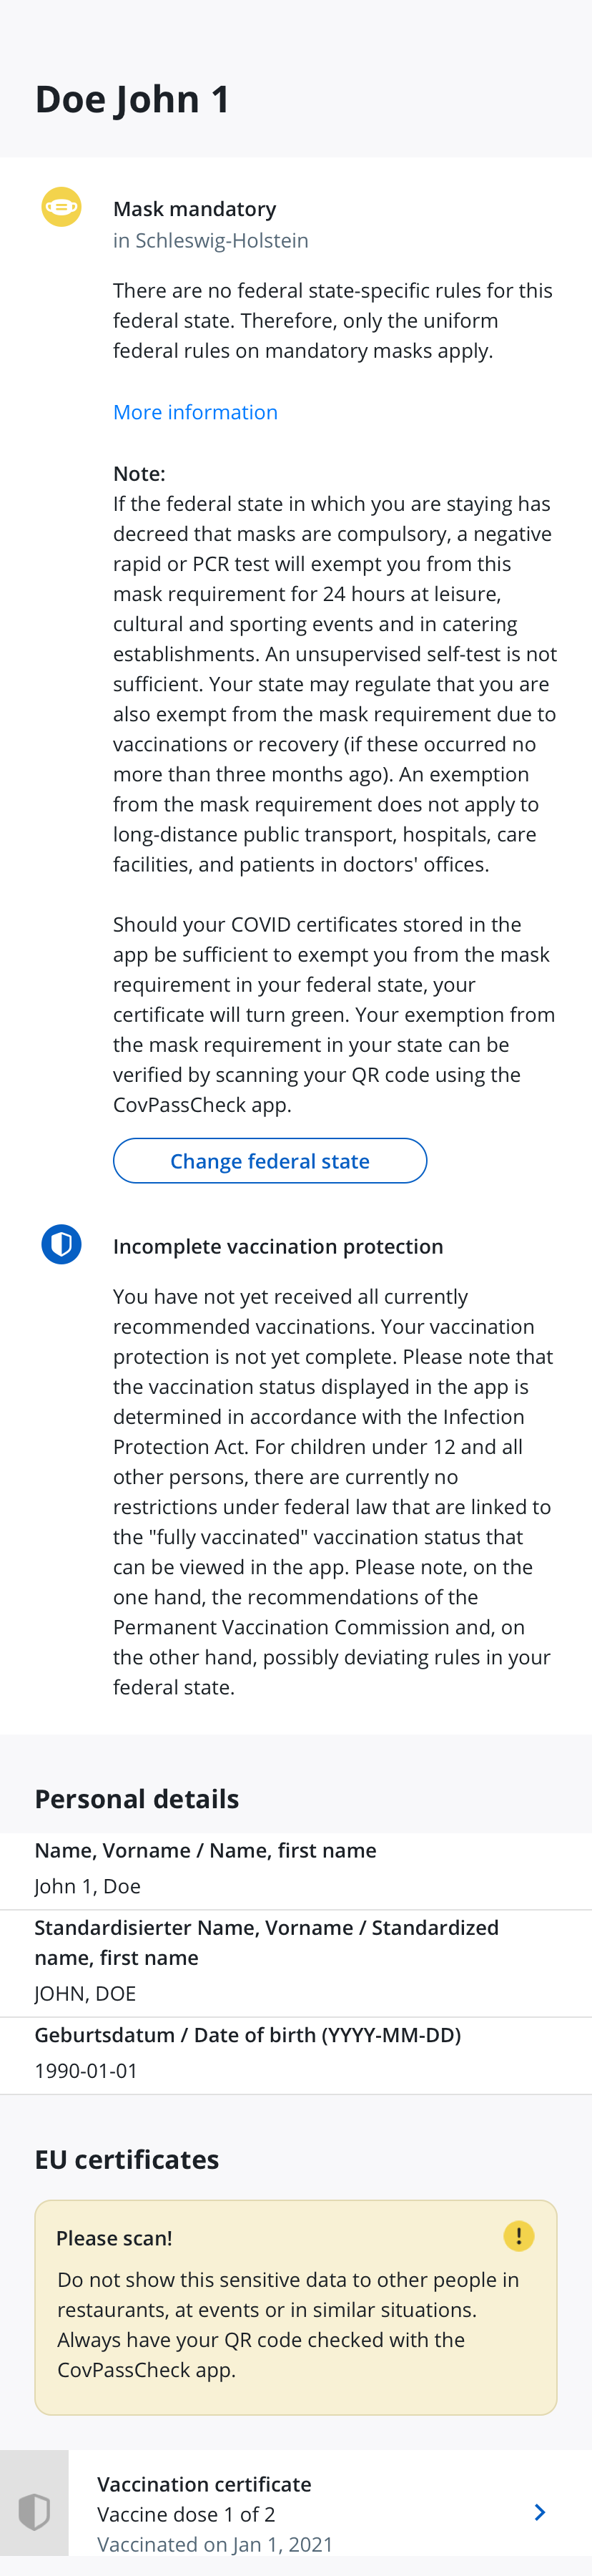 Doe John 1
Mask mandatory
in Schleswig-Holstein
There are no federal state-specific rules for this
federal state. Therefore, only the uniform
federal rules on mandatory masks apply.
More information
Note:
If the federal state in which you are staying has
decreed that masks are compulsory, a negative
rapid or PCR test will exempt you from this
mask requirement for 24 hours at leisure,
cultural and sporting events and in catering
establishments. An unsupervised self-test is not
sufficient. Your state may regulate that you are
also exempt from the mask requirement due to
vaccinations or recovery (if these occurred no
more than three months ago). An exemption
from the mask requirement does not apply to
long-distance public transport, hospitals, care
facilities, and patients in doctors' offices.
Should your COVID certificates stored in the
app be sufficient to exempt you from the mask
requirement in your federal state, your
certificate will turn green. Your exemption from
the mask requirement in your state can be
verified by scanning your QR code using the
CovPassCheck app.
Change federal state
Incomplete vaccination protection
You have not yet received all currently
recommended vaccinations. Your vaccination
protection is not yet complete. Please note that
the vaccination status displayed in the app is
determined in accordance with the Infection
Protection Act. For children under 12 and all
other persons, there are currently no
restrictions under federal law that are linked to
the "fully vaccinated" vaccination status that
can be viewed in the app. Please note, on the
one hand, the recommendations of the
Permanent Vaccination Commission and, on
the other hand, possibly deviating rules in your
federal state.
Personal details
Name, Vorname / Name, first name
John 1, Doe
Standardisierter Name, Vorname / Standardized
name, first name
JOHN, DOE
Geburtsdatum / Date of birth (YYYY-MM-DD)
1990-01-01
EU certificates
Please scan!
Do not show this sensitive data to other people in
restaurants, at events or in similar situations.
Always have your QR code checked with the
CovPassCheck app.
Vaccination certificate
Vaccine dose 1 of 2
Vaccinated on Jan 1, 2021